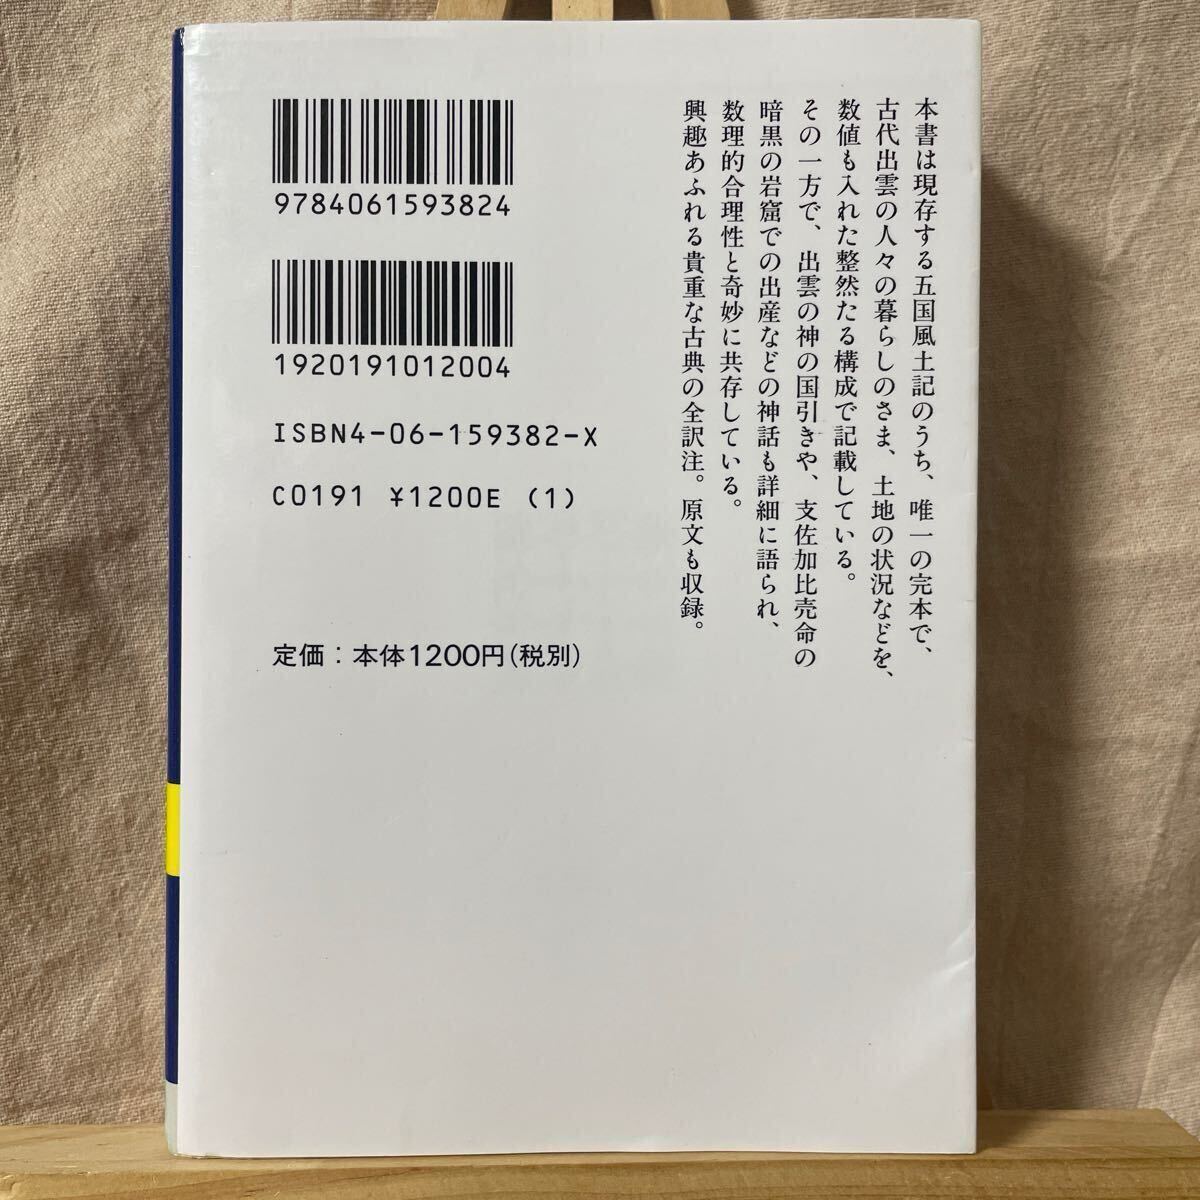 本書は現存する五国風土記のうち、唯一の完本で、
古代出雲の人々の暮らしのさま、土地の状況などを、
数値も入れた整然たる構成で記載している。
その一方で、出雲の神の国引きや、支佐加比売命の
暗黒の岩窟での出産などの神話も詳細に語られ、
数理的合理性と奇妙に共存している。
興趣あふれる貴重な古典の全訳注。原文も収録。
9784061593824
1920191012004
ISBN4-06-159382-X
C0191 ¥1200E (1)
定価：本体1200円（税別）